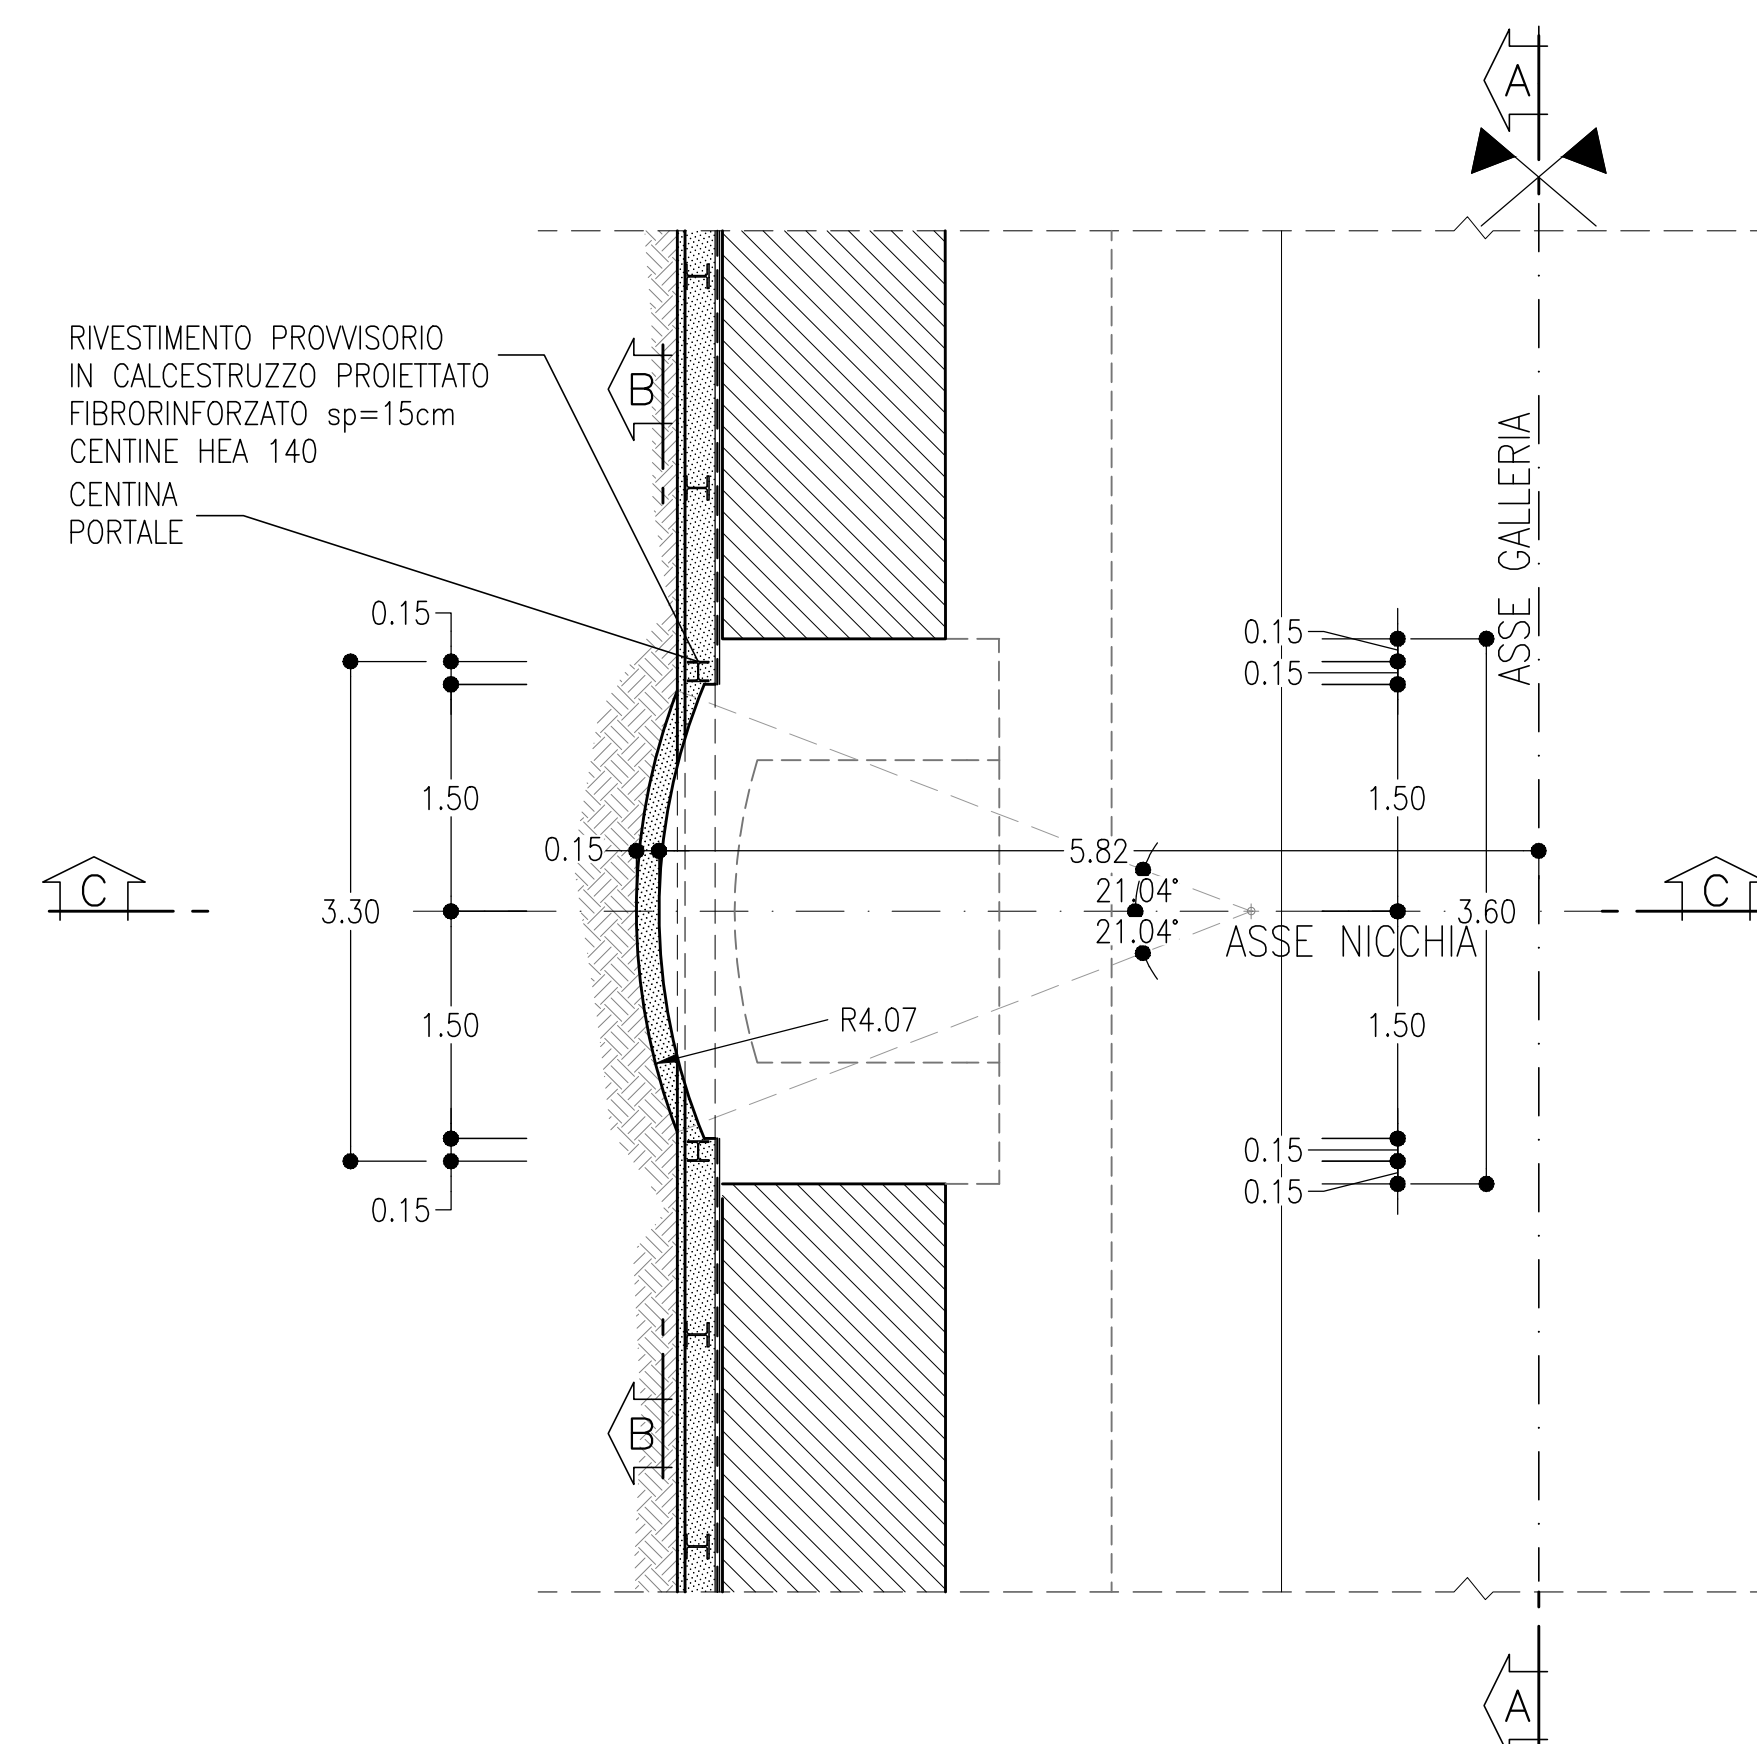 A
RIVESTIMENTO PROVVISORIO
IN CALCESTRUZZO PROIETTATO
FIBRORINFORZATO sp=15cm
CENTINE HEA 140
CENTINA
PORTALE
B
ASSE GALLERIA
0.15
0.15
0.15
1.50
1.50
0.15
5.82
21.04°
C
C
3.30
3.60
21.04°
ASSE NICCHIA
R4.07
1.50
1.50
0.15
0.15
0.15
B
A